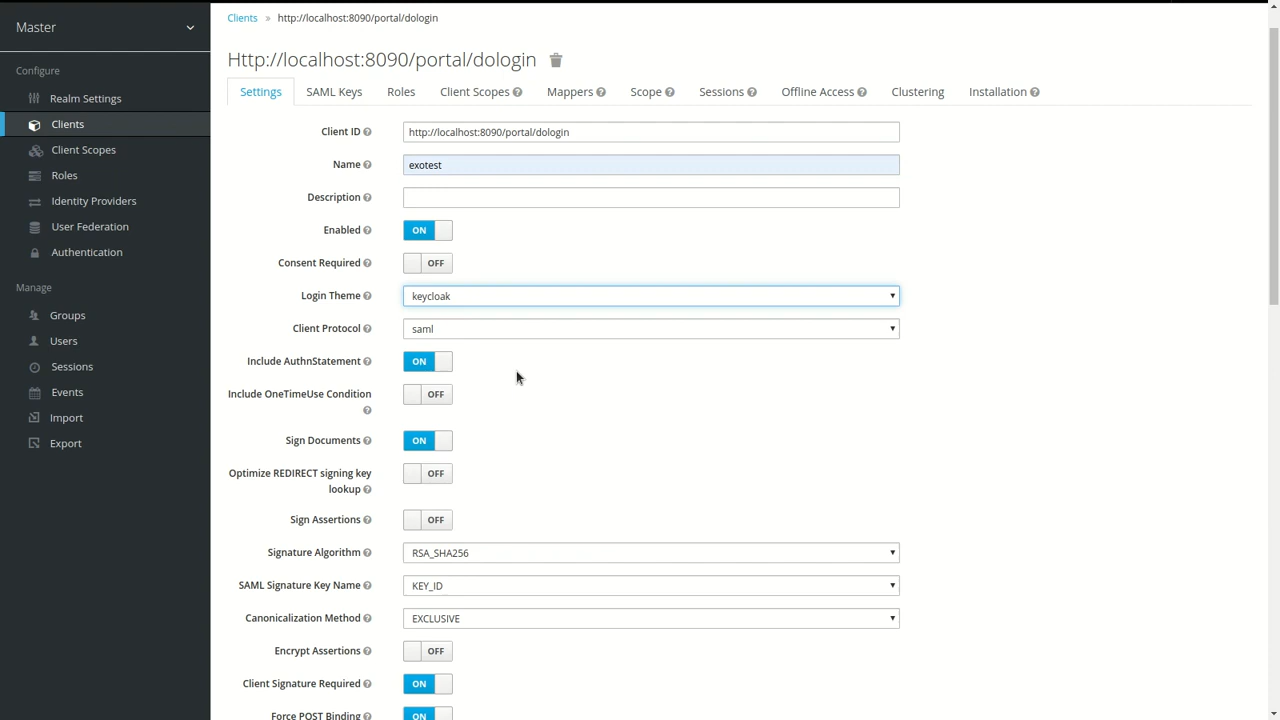 Master
Configure
Realm Settings
Clients
Client Scopes
Roles
Identity Providers
User Federation
Authentication
Manage
Groups
Users
Sessions
Events
Import
Export
Clients » http://localhost:8090/portal/dologin
Http://localhost:8090/portal/dologin
Settings SAML Keys Roles Client Scopes Mappers Scope Sessions Offline Access Clustering Installation
Client ID http://localhost:8090/portal/dologin
Name exotest
Description
Enabled ON
Consent Required OFF
Login Theme keycloak
Client Protocol saml
Include AuthnStatement ON
Include OneTimeUse Condition OFF
Sign Documents ON
Optimize REDIRECT signing key OFF
lookup
Sign Assertions OFF
Signature Algorithm RSA_SHA256
SAML Signature Key Name KEY_ID
Canonicalization Method EXCLUSIVE
Encrypt Assertions OFF
Client Signature Required ON
Force POST Binding ON